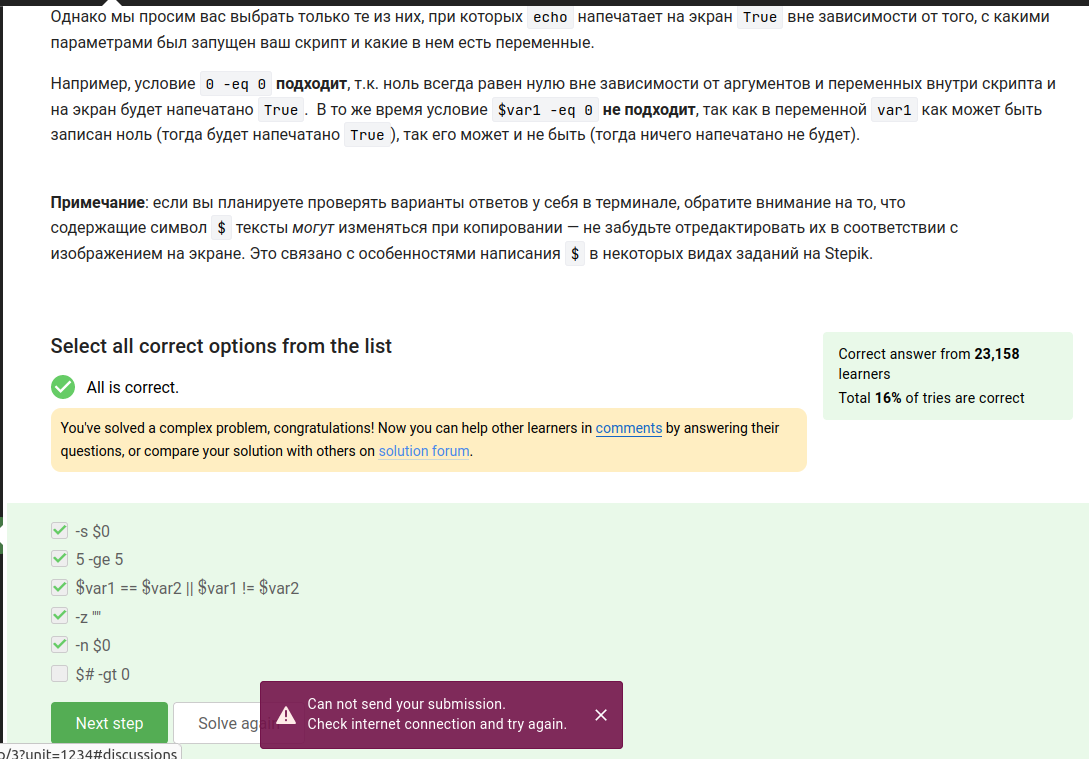 Однако мы просим вас выбрать только те из них, при которых echo напечатает на экран True вне зависимости от того, с какими
параметрами был запущен ваш скрипт и какие в нем есть переменные.
Например, условие 0 -eq 0 подходит, т.к. ноль всегда равен нулю вне зависимости от аргументов и переменных внутри скрипта и
на экран будет напечатано True . В то же время условие $var1 -eq 0 не подходит, так как в переменной var1 как может быть
записан ноль (тогда будет напечатано True ), так его может и не быть (тогда ничего напечатано не будет).
Примечание: если вы планируете проверять варианты ответов у себя в терминале, обратите внимание на то, что
содержащие символ $ тексты могут изменяться при копировании — не забудьте отредактировать их в соответствии с
изображением на экране. Это связано с особенностями написания $ в некоторых видах заданий на Stepik.
Select all correct options from the list
Correct answer from 23,158
learners
Total 16% of tries are correct
All is correct.
You've solved a complex problem, congratulations! Now you can help other learners in comments by answering their
questions, or compare your solution with others on solution forum.
-s $0
5 -ge 5
$var1 == $var2 || $var1 != $var2
-z ""
-n $0
$# -gt 0
Can not send your submission.
Check internet connection and try again.
Next step
Solve
/3?unit=1234#discussions